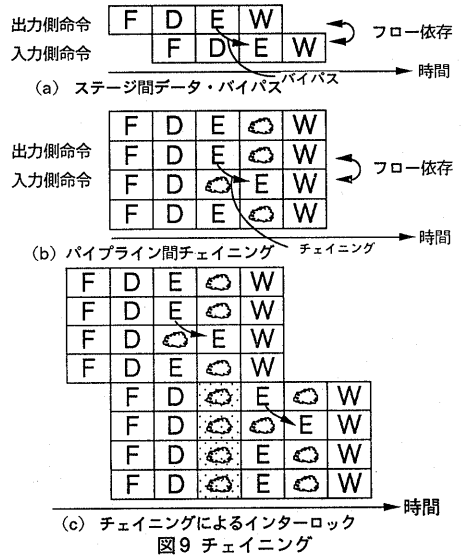 出力側命令 F D E W フロー依存
入力側命令 F D E W
バイパス 時間
(a) ステージ間データ・バイパス
F D E W
出力側命令 F D E W フロー依存
入力側命令 F D E W
F D E W
時間
(b) パイプライン間チェイニング チェイニング
F D E W
F D E W
F D E W
F D E W
F D E W
F D E W
F D E W
F D E W
時間
(c) チェイニングによるインターロック
図9 チェイニング